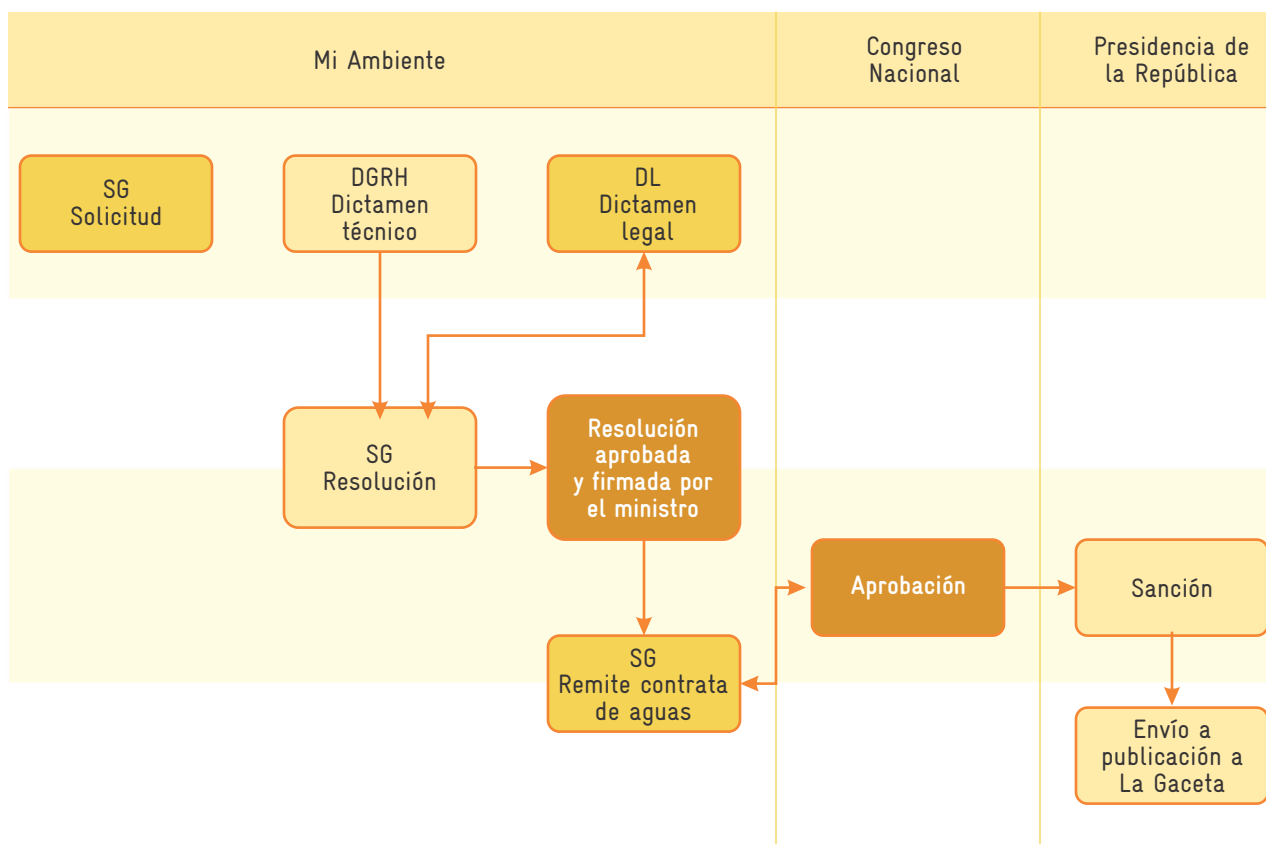 Mi Ambiente
Congreso
Nacional
Presidencia de
la República
SG
Solicitud
DGRH
Dictamen
técnico
DL
Dictamen
legal
SG
Resolución
Resolución
aprobada
y firmada por
el ministro
Aprobación
Sanción
SG
Remite contrata
de aguas
Envío a
publicación a
La Gaceta